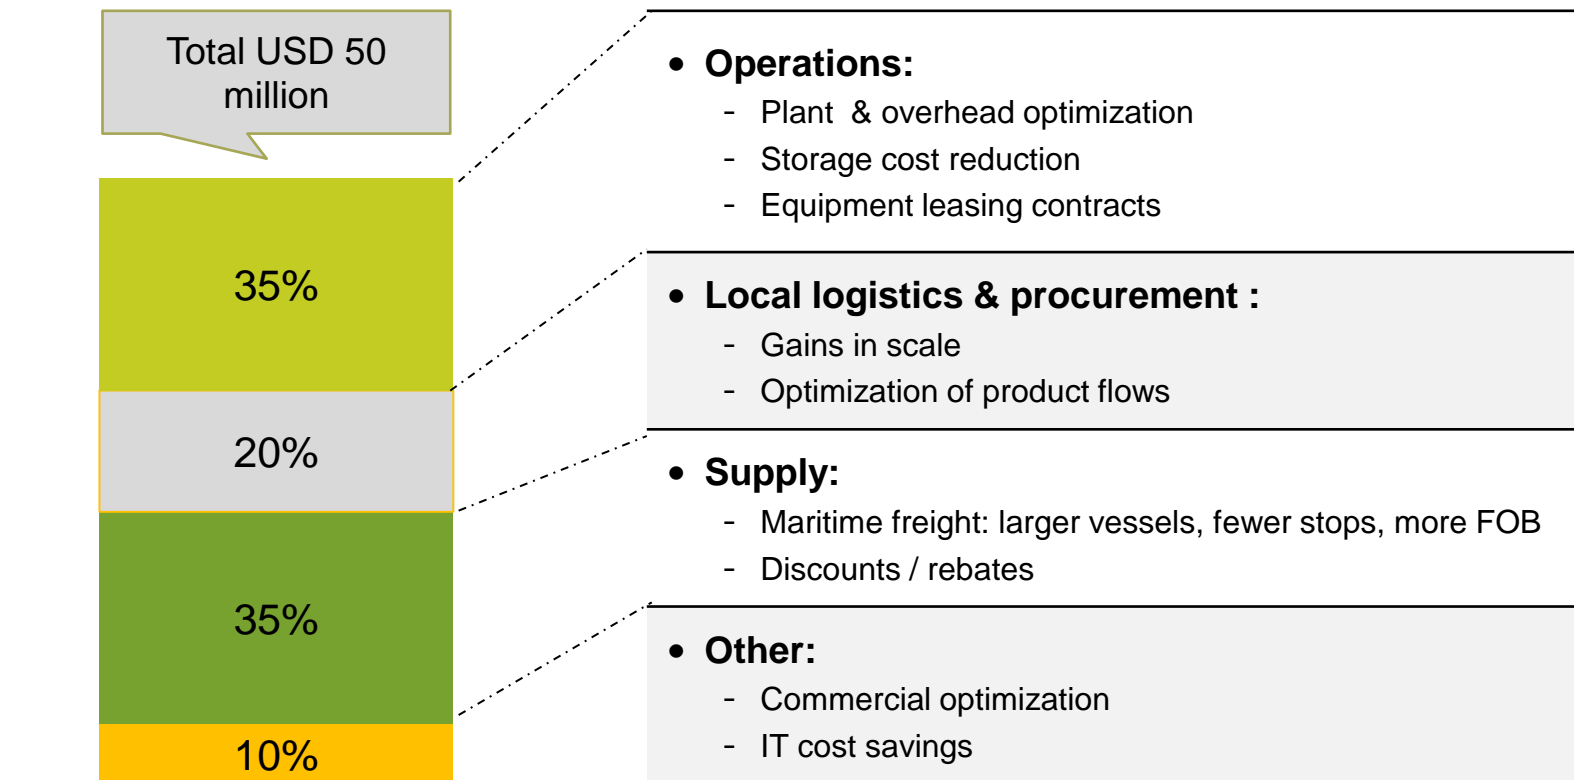 Total USD 50
million
35%
20%
35%
10%
• Operations:
- Plant & overhead optimization
- Storage cost reduction
- Equipment leasing contracts
• Local logistics & procurement :
- Gains in scale
- Optimization of product flows
• Supply:
- Maritime freight: larger vessels, fewer stops, more FOB
- Discounts / rebates
• Other:
- Commercial optimization
- IT cost savings